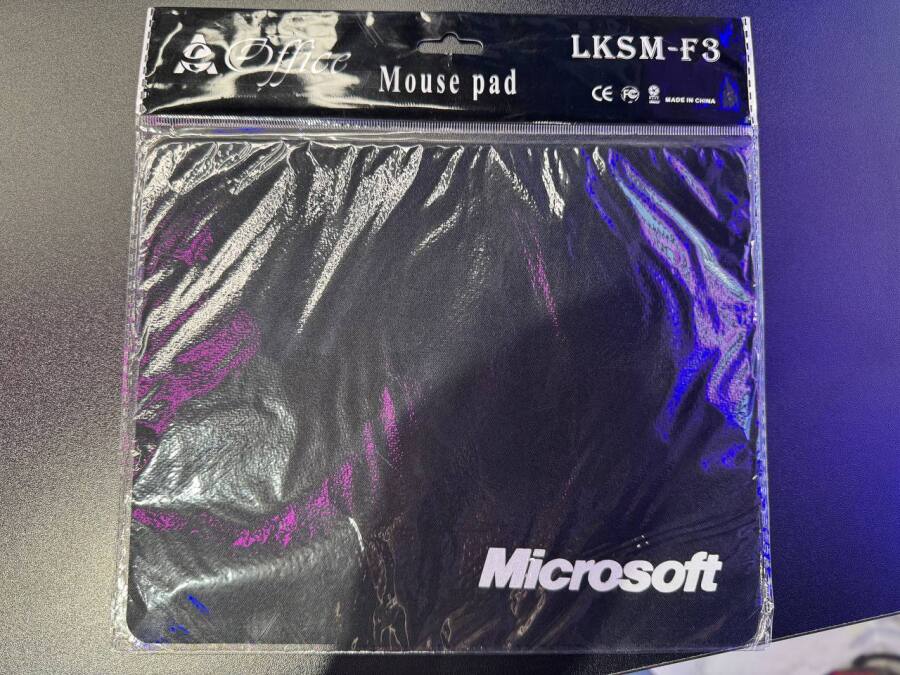 Office
Mouse pad
LKSM-F3
CE FC
MADE IN CHINA
Microsoft